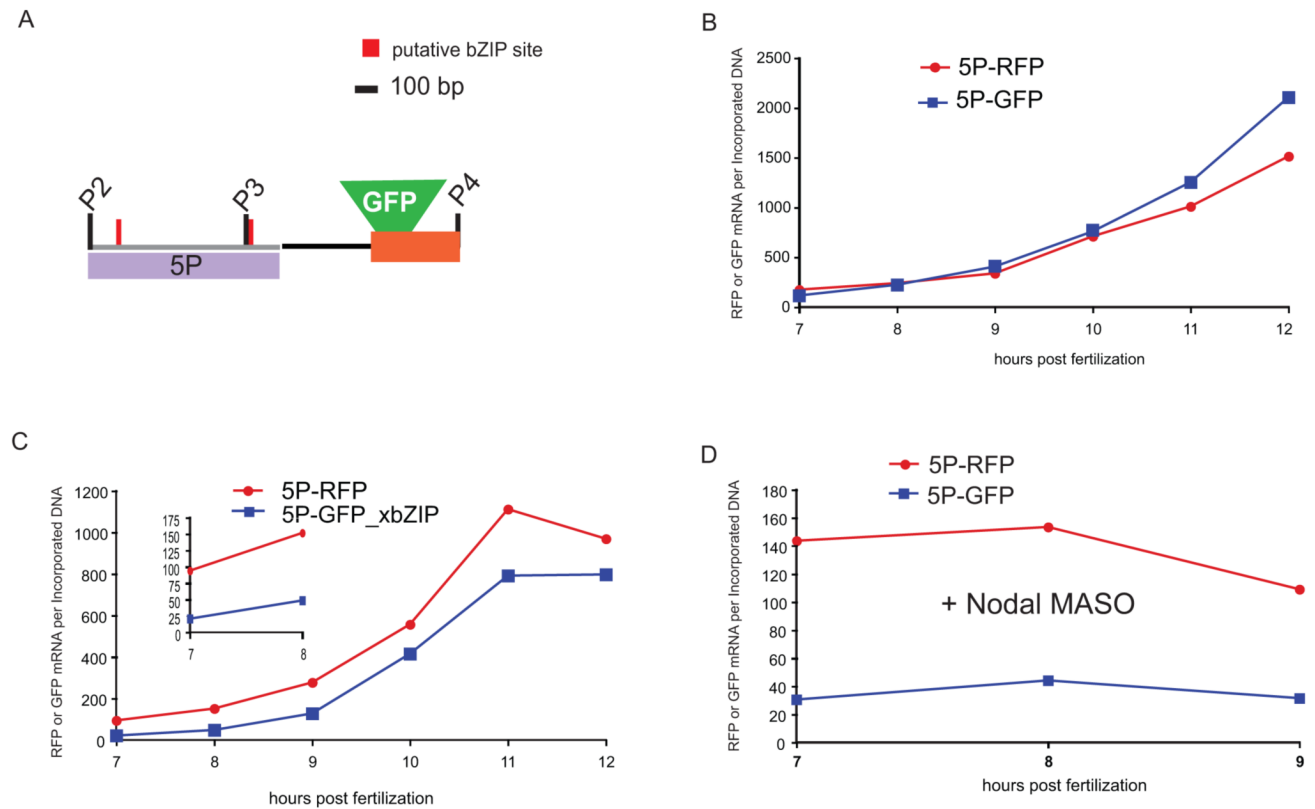 A
putative bZIP site
100 bp
P2
P3
GFP
P4
5P
B
5P-RFP
5P-GFP
RFP or GFP mRNA per Incorporated DNA
2500
2000
1500
1000
500
0
7 8 9 10 11 12
hours post fertilization
C
5P-RFP
5P-GFP_xbZIP
RFP or GFP mRNA per Incorporated DNA
1200
1000
800
600
400
200
0
175
150
125
100
75
50
25
0
7 8
7 8 9 10 11 12
hours post fertilization
D
5P-RFP
5P-GFP
RFP or GFP mRNA per Incorporated DNA
180
160
140
120
100
80
60
40
20
0
+ Nodal MASO
7 8 9
hours post fertilization